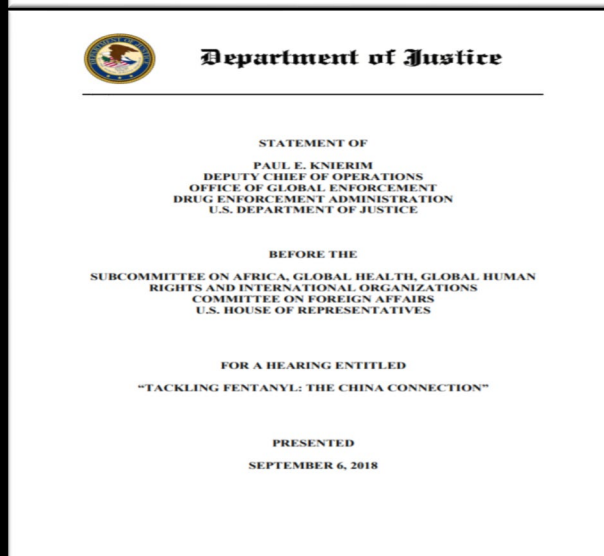 Department of Justice
STATEMENT OF
PAUL E. KNIERIM
DEPUTY CHIEF OF OPERATIONS
OFFICE OF GLOBAL ENFORCEMENT
DRUG ENFORCEMENT ADMINISTRATION
U.S. DEPARTMENT OF JUSTICE
BEFORE THE
SUBCOMMITTEE ON AFRICA, GLOBAL HEALTH, GLOBAL HUMAN
RIGHTS AND INTERNATIONAL ORGANIZATIONS
COMMITTEE ON FOREIGN AFFAIRS
U.S. HOUSE OF REPRESENTATIVES
FOR A HEARING ENTITLED
“TACKLING FENTANYL: THE CHINA CONNECTION”
PRESENTED
SEPTEMBER 6, 2018